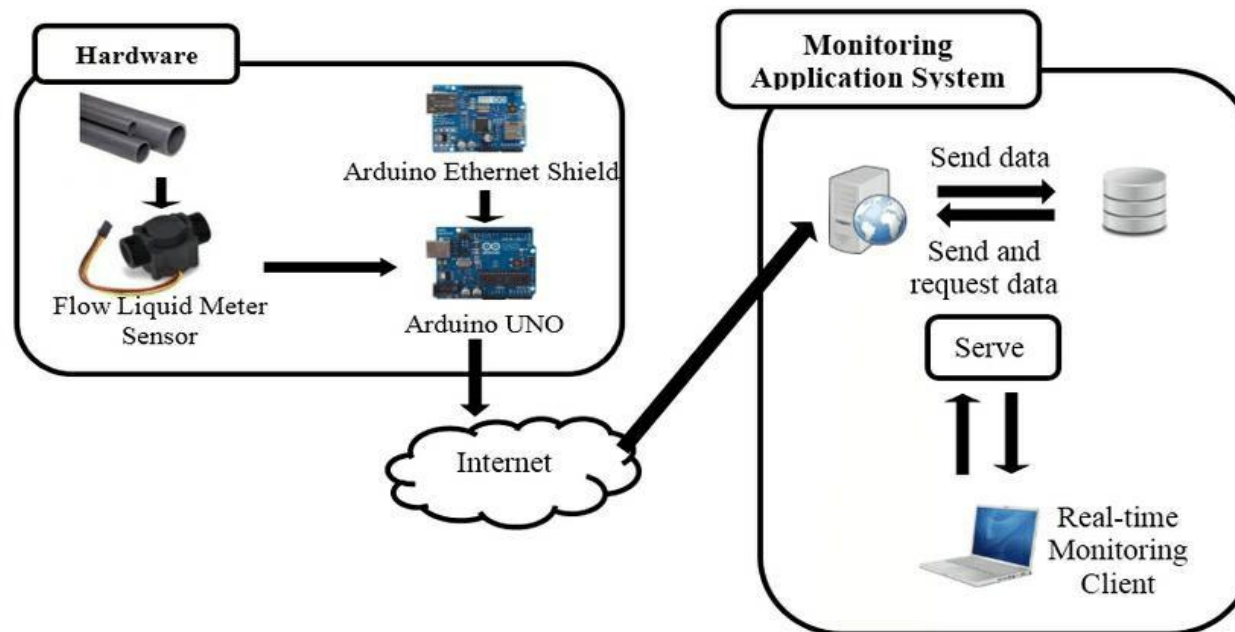 Hardware
Arduino Ethernet Shield
Flow Liquid Meter
Sensor
Arduino UNO
Internet
Monitoring
Application System
Send data
Send and
request data
Serve
Real-time
Monitoring
Client